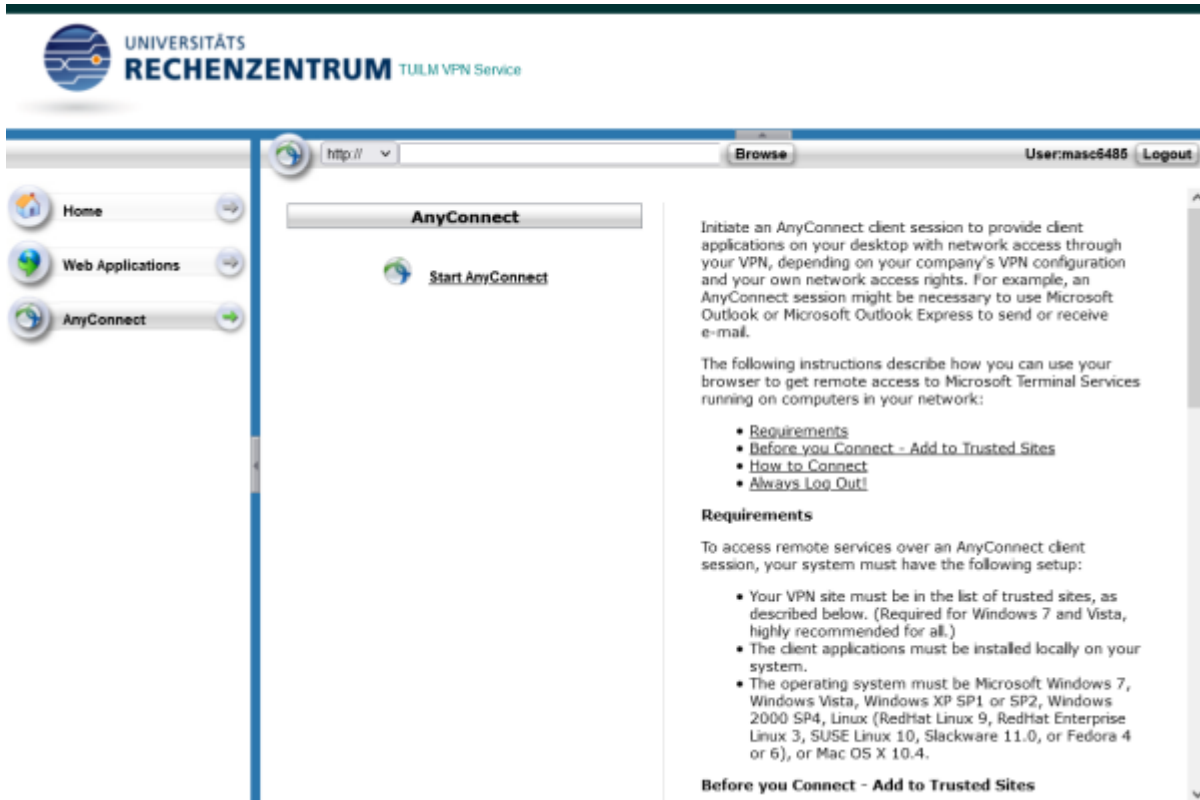 UNIVERSITÄTS
RECHENZENTRUM TUILM VPN Service
http:// Browse User:masc6485 Logout
Home
Web Applications
AnyConnect
AnyConnect
Start AnyConnect
Initiate an AnyConnect client session to provide client
applications on your desktop with network access through
your VPN, depending on your company's VPN configuration
and your own network access rights. For example, an
AnyConnect session might be necessary to use Microsoft
Outlook or Microsoft Outlook Express to send or receive
e-mail.
The following instructions describe how you can use your
browser to get remote access to Microsoft Terminal Services
running on computers in your network:
• Requirements
• Before you Connect - Add to Trusted Sites
• How to Connect
• Always Log Out!
Requirements
To access remote services over an AnyConnect client
session, your system must have the following setup:
• Your VPN site must be in the list of trusted sites, as
described below. (Required for Windows 7 and Vista,
highly recommended for all.)
• The client applications must be installed locally on your
system.
• The operating system must be Microsoft Windows 7,
Windows Vista, Windows XP SP1 or SP2, Windows
2000 SP4, Linux (RedHat Linux 9, RedHat Enterprise
Linux 3, SUSE Linux 10, Slackware 11.0, or Fedora 4
or 6), or Mac OS X 10.4.
Before you Connect - Add to Trusted Sites